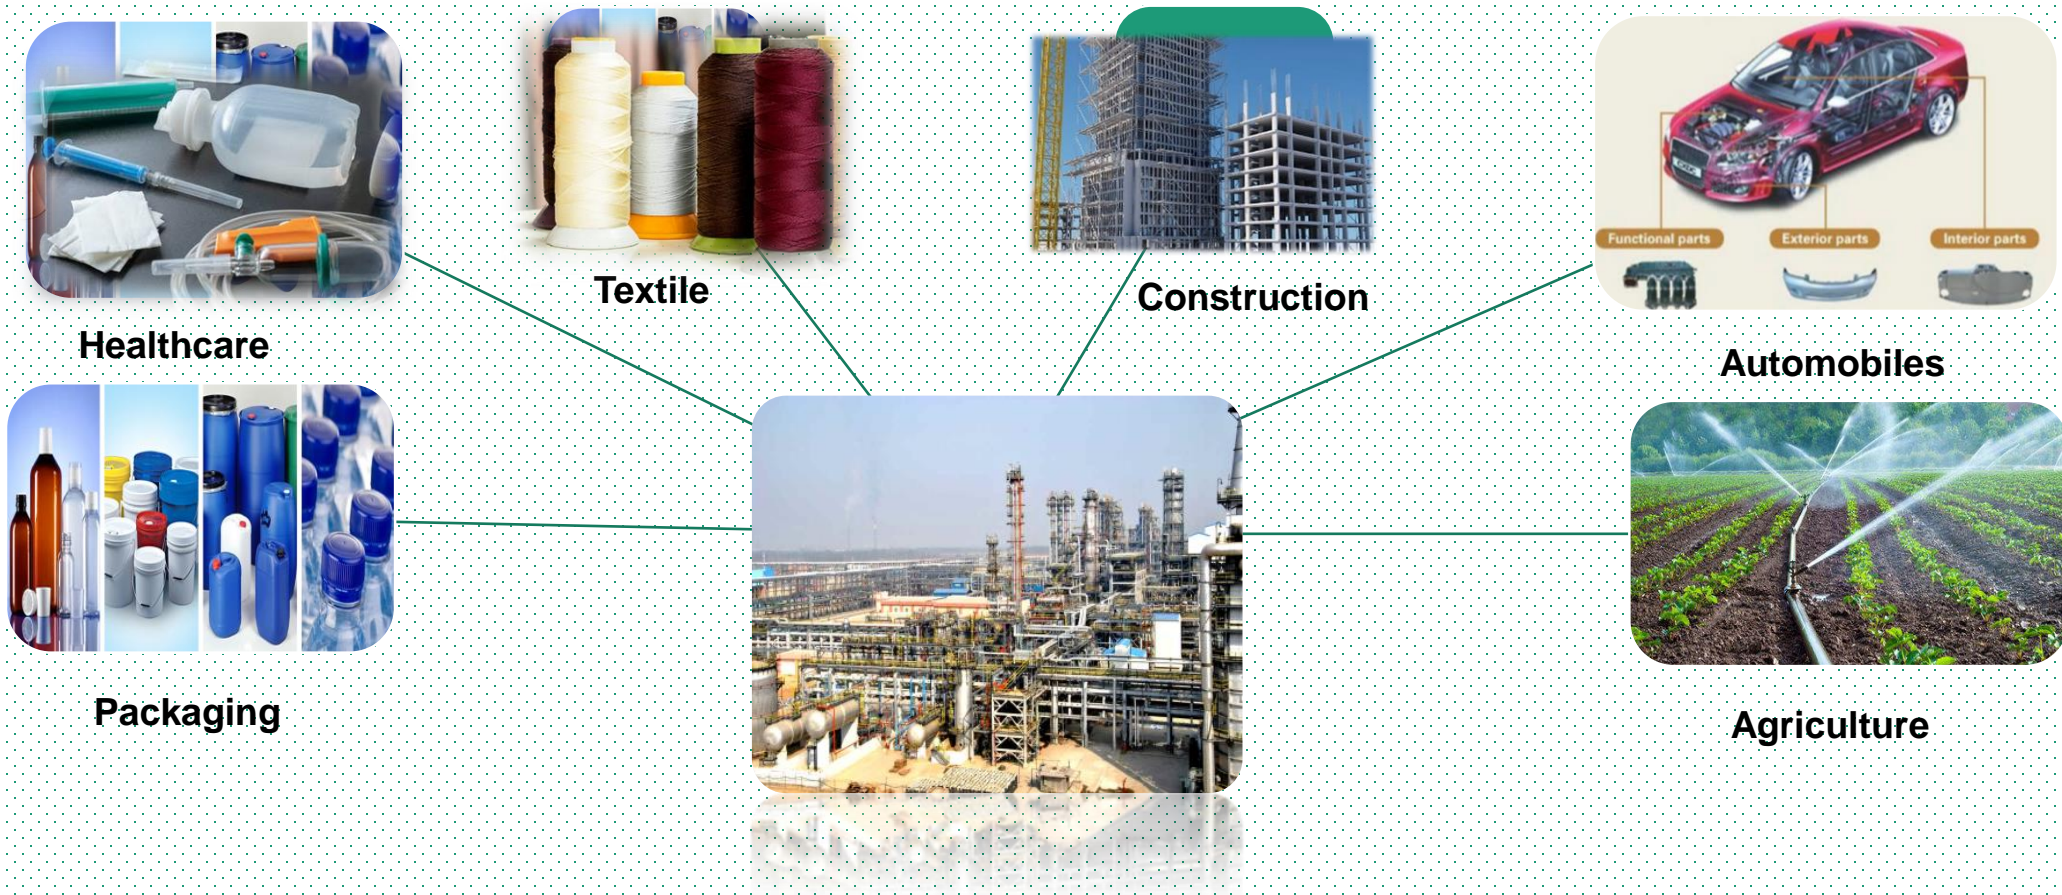 Textile
Construction
Functional parts
Exterior parts
Interior parts
Healthcare
Automobiles
Packaging
Agriculture